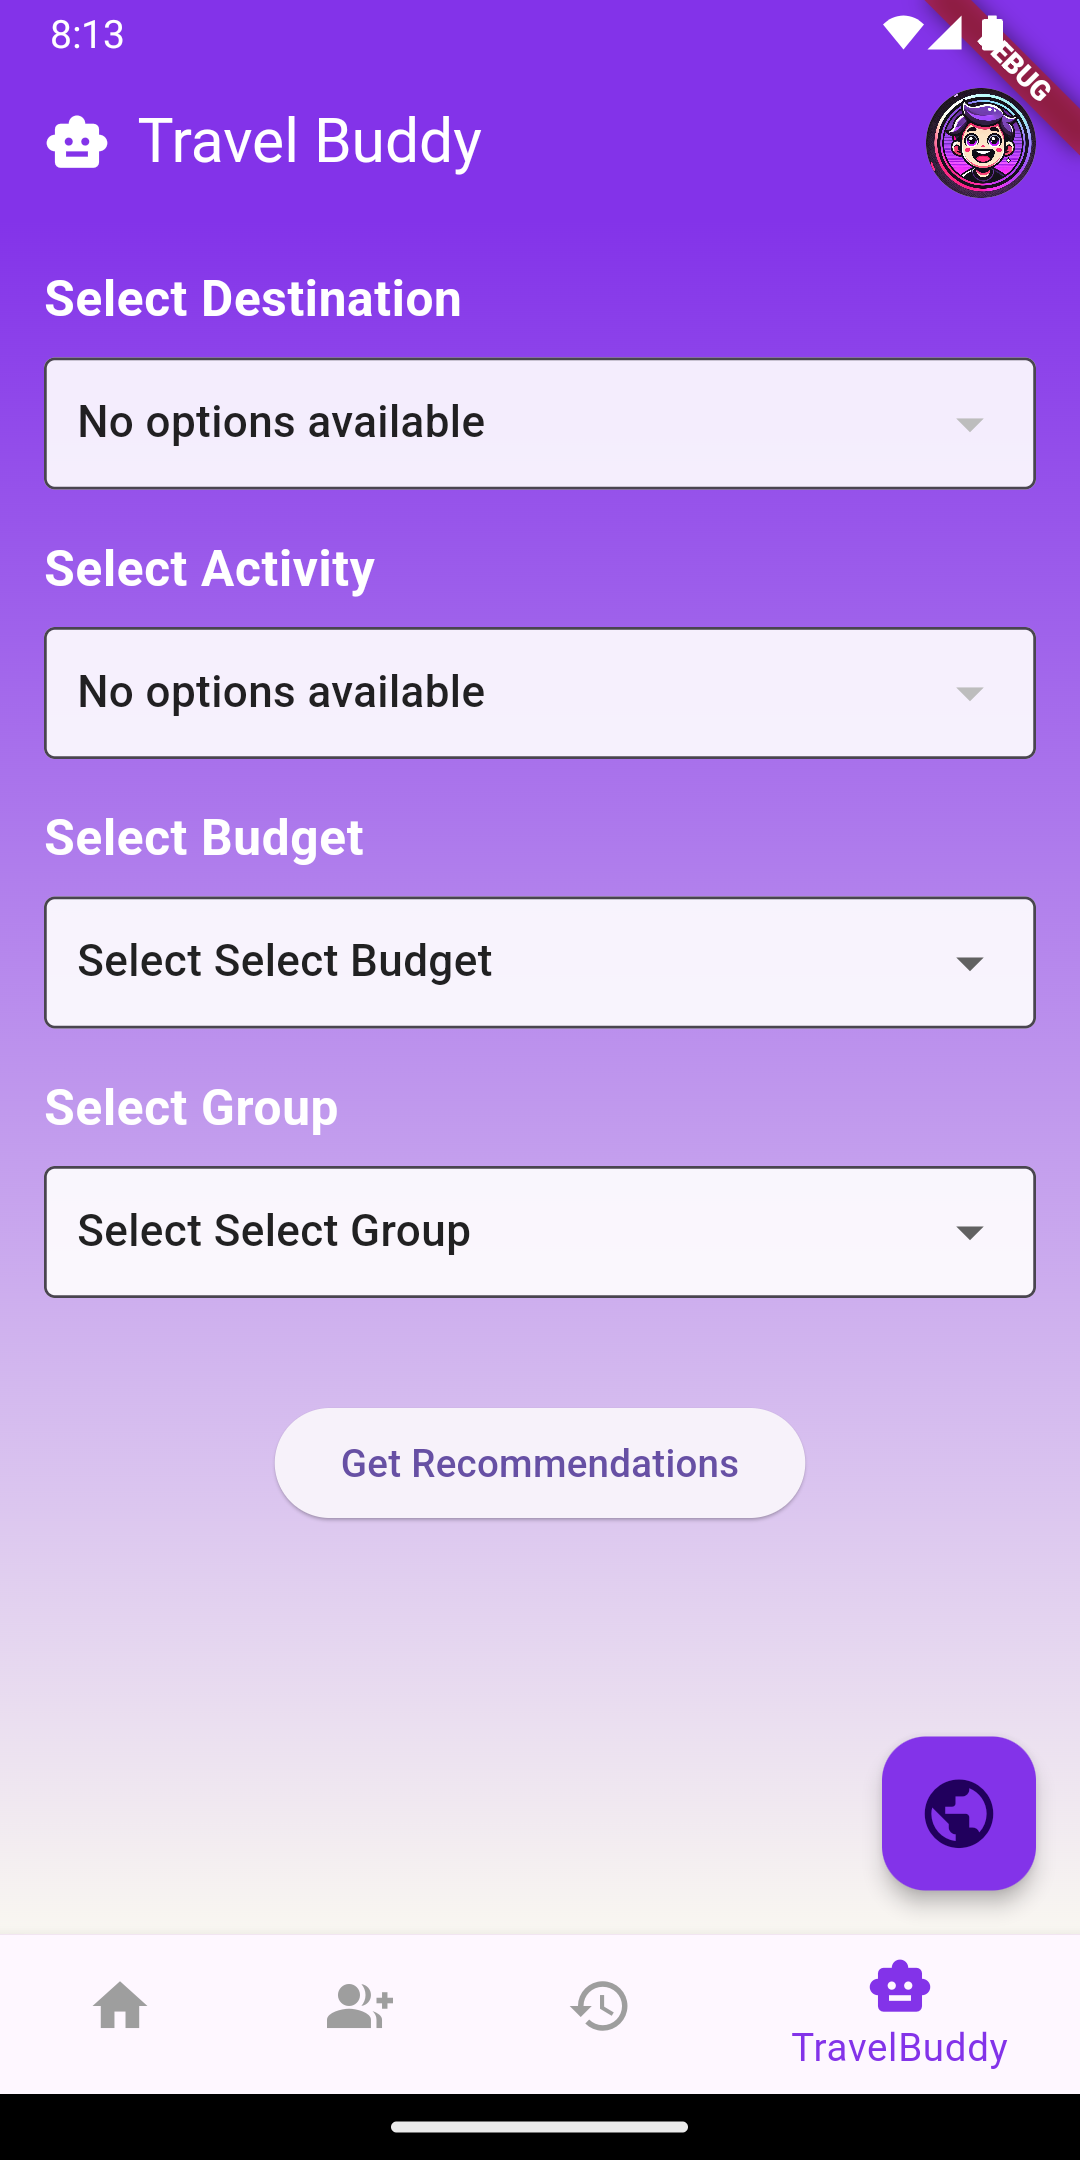 8:13
EBUG
Travel Buddy
Select Destination
No options available
Select Activity
No options available
Select Budget
Select Select Budget
Select Group
Select Select Group
Get Recommendations
TravelBuddy